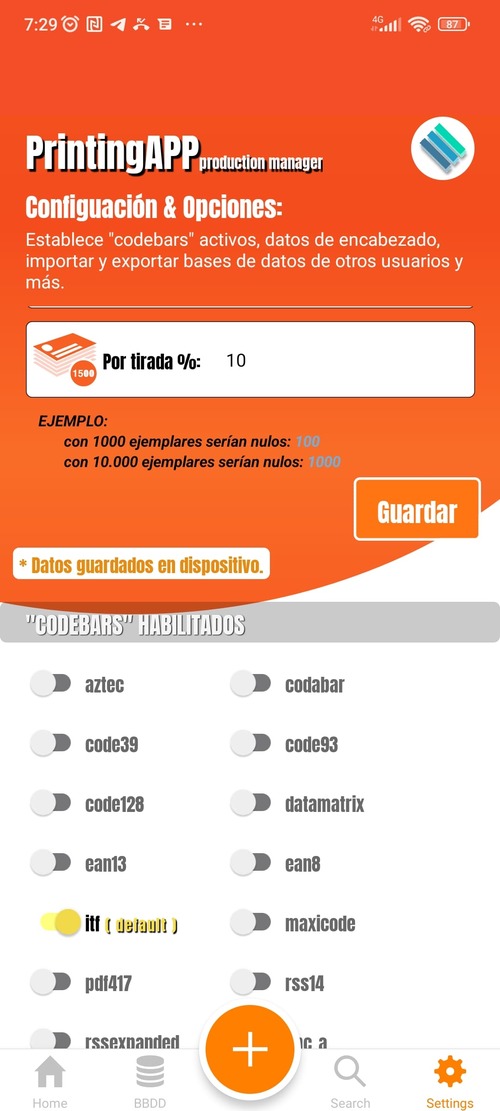 7:29 4G 87
PrintingAPP production manager
Configuación & Opciones:
Establece "codebars" activos, datos de encabezado,
importar y exportar bases de datos de otros usuarios y
más.
1500 Por tirada %: 10
EJEMPLO:
con 1000 ejemplares serían nulos: 100
con 10.000 ejemplares serían nulos: 1000
Guardar
* Datos guardados en dispositivo.
"CODEBARS" HABILITADOS
aztec codabar
code39 code93
code128 datamatrix
ean13 ean8
itf ( default ) maxicode
pdf417 rss14
rssexpanded
Home BBDD Search Settings